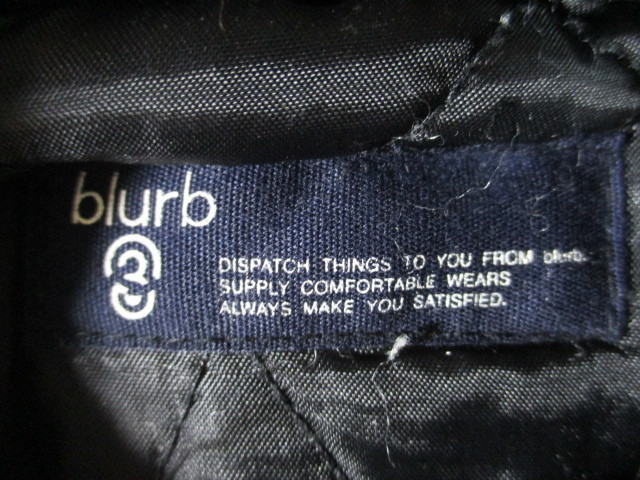 blurb
DISPATCH THINGS TO YOU FROM blurb.
SUPPLY COMFORTABLE WEARS
ALWAYS MAKE YOU SATISFIED.